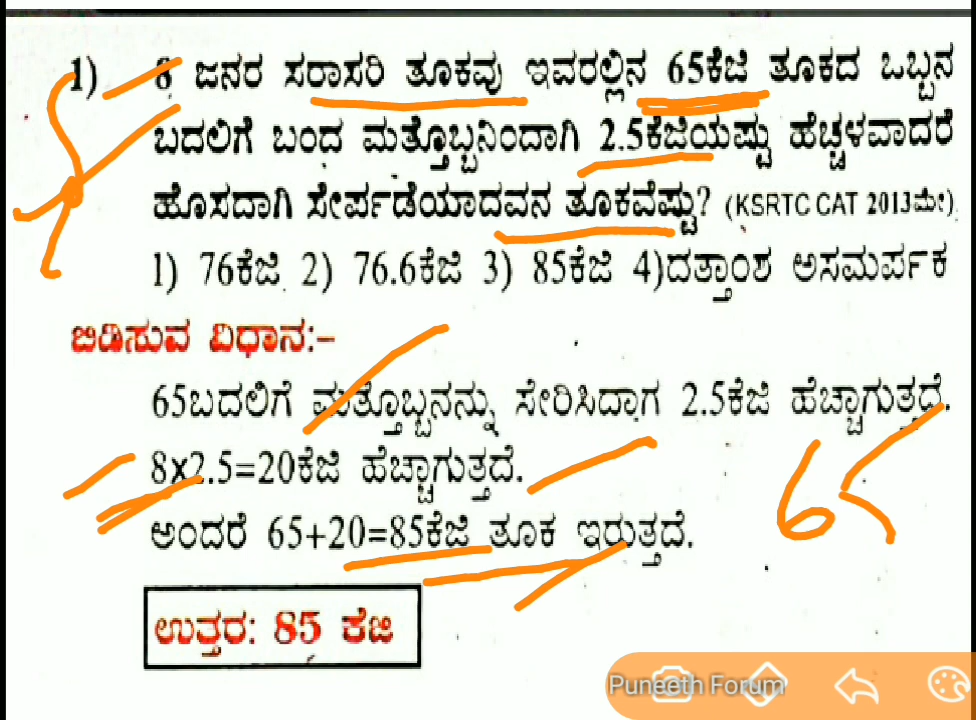 1) 8 ಜನರ ಸರಾಸರಿ ತೂಕವು ಇವರಲ್ಲಿನ 65ಕೆಜಿ ತೂಕದ ಒಬ್ಬನ
ಬದಲಿಗೆ ಬಂದ ಮತ್ತೊಬ್ಬನಿಂದಾಗಿ 2.5ಕೆಜಿಯಷ್ಟು ಹೆಚ್ಚಳವಾದರೆ
ಹೊಸದಾಗಿ ಸೇರ್ಪಡೆಯಾದವನ ತೂಕವೆಷ್ಟು? (KSRTC CAT 2013ಮೇ)
1) 76ಕೆಜಿ 2) 76.6ಕೆಜಿ 3) 85ಕೆಜಿ 4)ದತ್ತಾಂಶ ಅಸಮರ್ಪಕ
ಬಿಡಿಸುವ ವಿಧಾನ:–
65ಬದಲಿಗೆ ಮತ್ತೊಬ್ಬನನ್ನು ಸೇರಿಸಿದಾಗ 2.5ಕೆಜಿ ಹೆಚ್ಚಾಗುತ್ತದೆ.
8x2.5=20ಕೆಜಿ ಹೆಚ್ಚಾಗುತ್ತದೆ.
ಅಂದರೆ 65+20=85ಕೆಜಿ ತೂಕ ಇರುತ್ತದೆ.
65
ಉತ್ತರ: 85 ಕೆಜಿ
Puneeth Forum